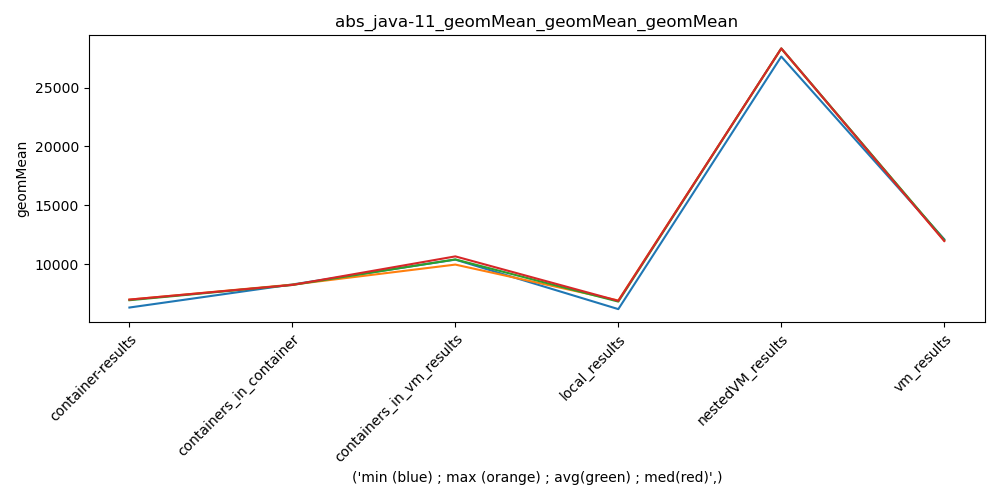 abs_java-11_geomMean_geomMean_geomMean
geomMean
25000
20000
15000
10000
container-results
containers_in_container
containers_in_vm_results
local_results
nestedVM_results
vm_results
('min (blue) ; max (orange) ; avg(green) ; med(red)',)